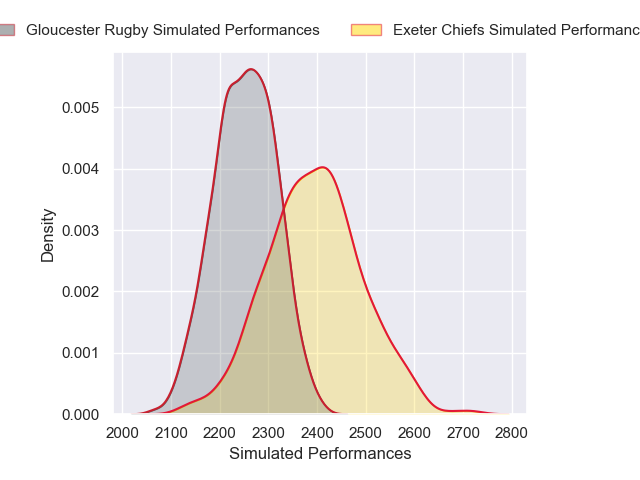 Gloucester Rugby Simulated Performances
Exeter Chiefs Simulated Performanc
0.005
0.004
0.003
0.002
0.001
0.000
Density
2000 2100 2200 2300 2400 2500 2600 2700 2800
Simulated Performances